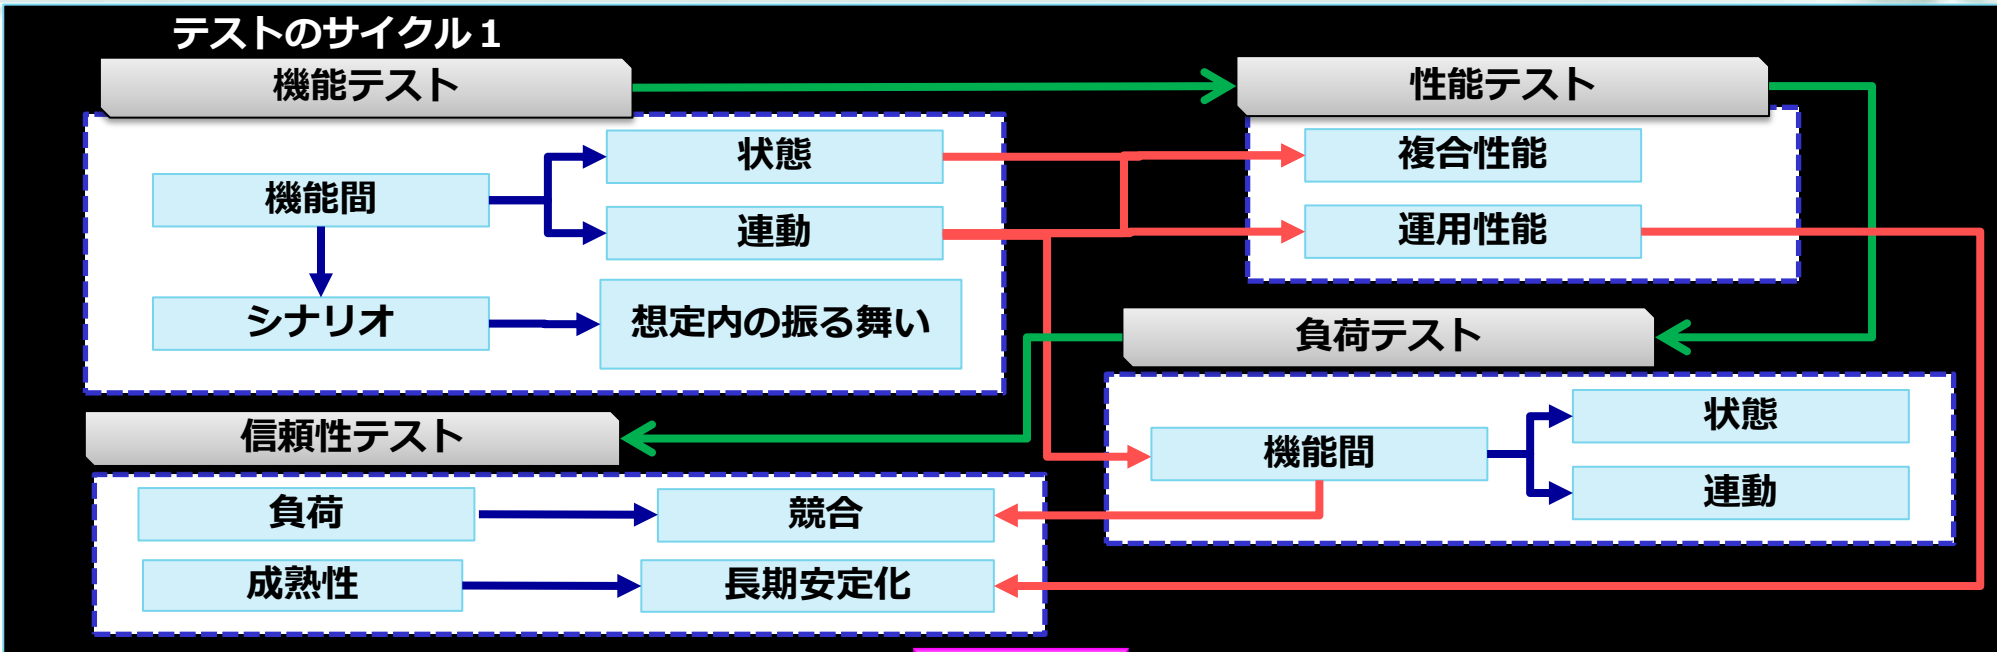 テストのサイクル１
機能テスト
機能間
状態
連動
シナリオ
想定内の振る舞い
性能テスト
複合性能
運用性能
負荷テスト
機能間
状態
連動
信頼性テスト
負荷
競合
成熟性
長期安定化